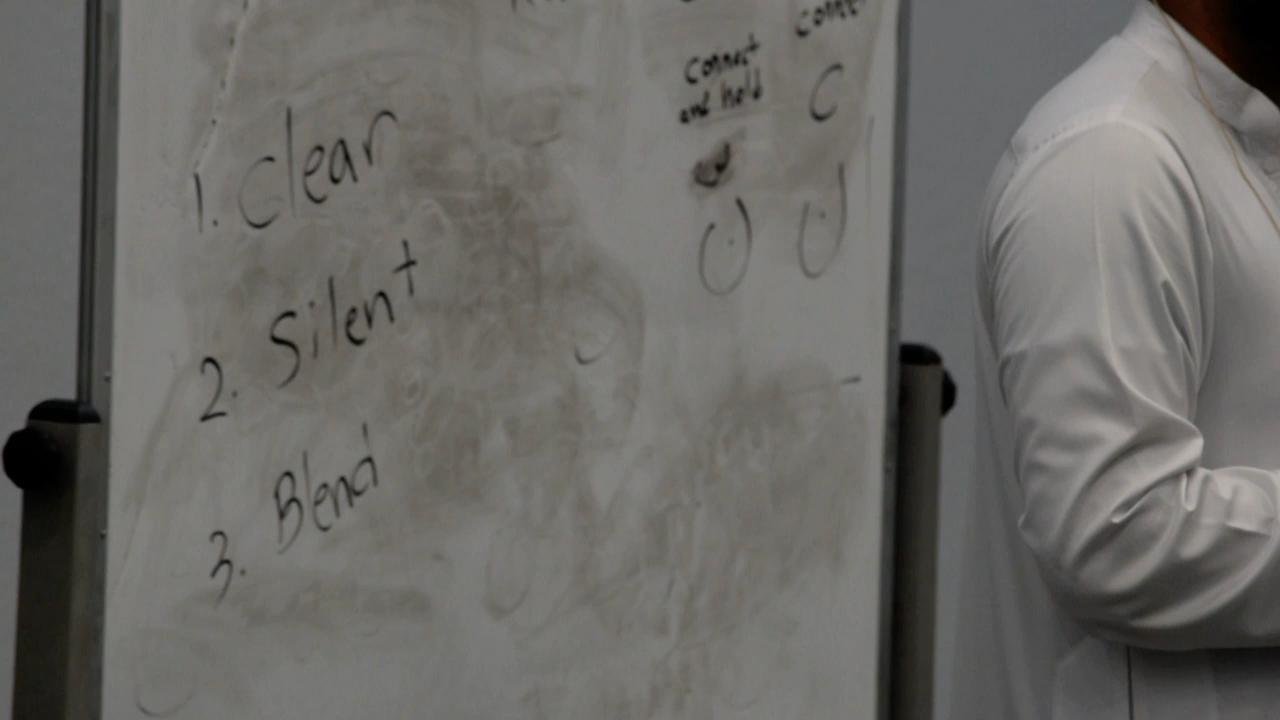 connect
Connect
and hold
C
1. Clear
2. Silent
3. Blend